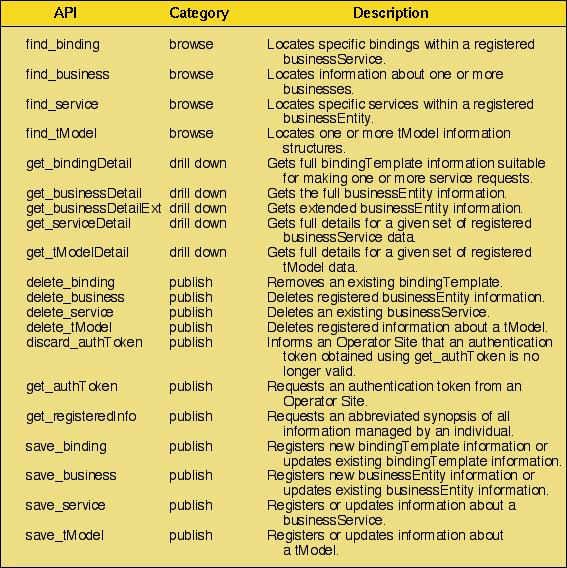 API Category Description
find_binding browse Locates specific bindings within a registered
businessService.
find_business browse Locates information about one or more
businesses.
find_service browse Locates specific services within a registered
businessEntity.
find_tModel browse Locates one or more tModel information
structures.
get_bindingDetail drill down Gets full bindingTemplate information suitable
for making one or more service requests.
get_businessDetail drill down Gets the full businessEntity information.
get_businessDetailExt drill down Gets extended businessEntity information.
get_serviceDetail drill down Gets full details for a given set of registered
businessService data.
get_tModelDetail drill down Gets full details for a given set of registered
tModel data.
delete_binding publish Removes an existing bindingTemplate.
delete_business publish Deletes registered businessEntity information.
delete_service publish Deletes an existing businessService.
delete_tModel publish Deletes registered information about a tModel.
discard_authToken publish Informs an Operator Site that an authentication
token obtained using get_authToken is no
longer valid.
get_authToken publish Requests an authentication token from an
Operator Site.
get_registeredInfo publish Requests an abbreviated synopsis of all
information managed by an individual.
save_binding publish Registers new bindingTemplate information or
updates existing bindingTemplate information.
save_business publish Registers new businessEntity information or
updates existing businessEntity information.
save_service publish Registers or updates information about a
businessService.
save_tModel publish Registers or updates information about
a tModel.